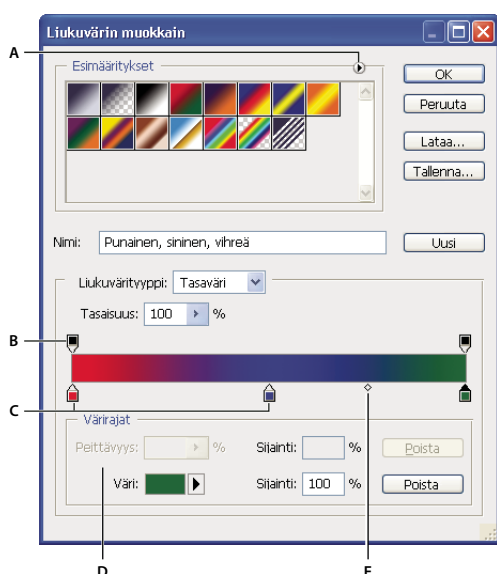 Liukuvärin muokkain
A
Esimääritykset
OK
Peruuta
Lataa...
Tallenna...
Nimi: Punainen, sininen, vihreä
Uusi
Liukuvärityyppi: Tasaväri
Tasaisuus: 100 %
B
C
Värirajat
Peittävyys: % Sijainti: % Poista
Väri: Sijainti: 100 % Poista
D